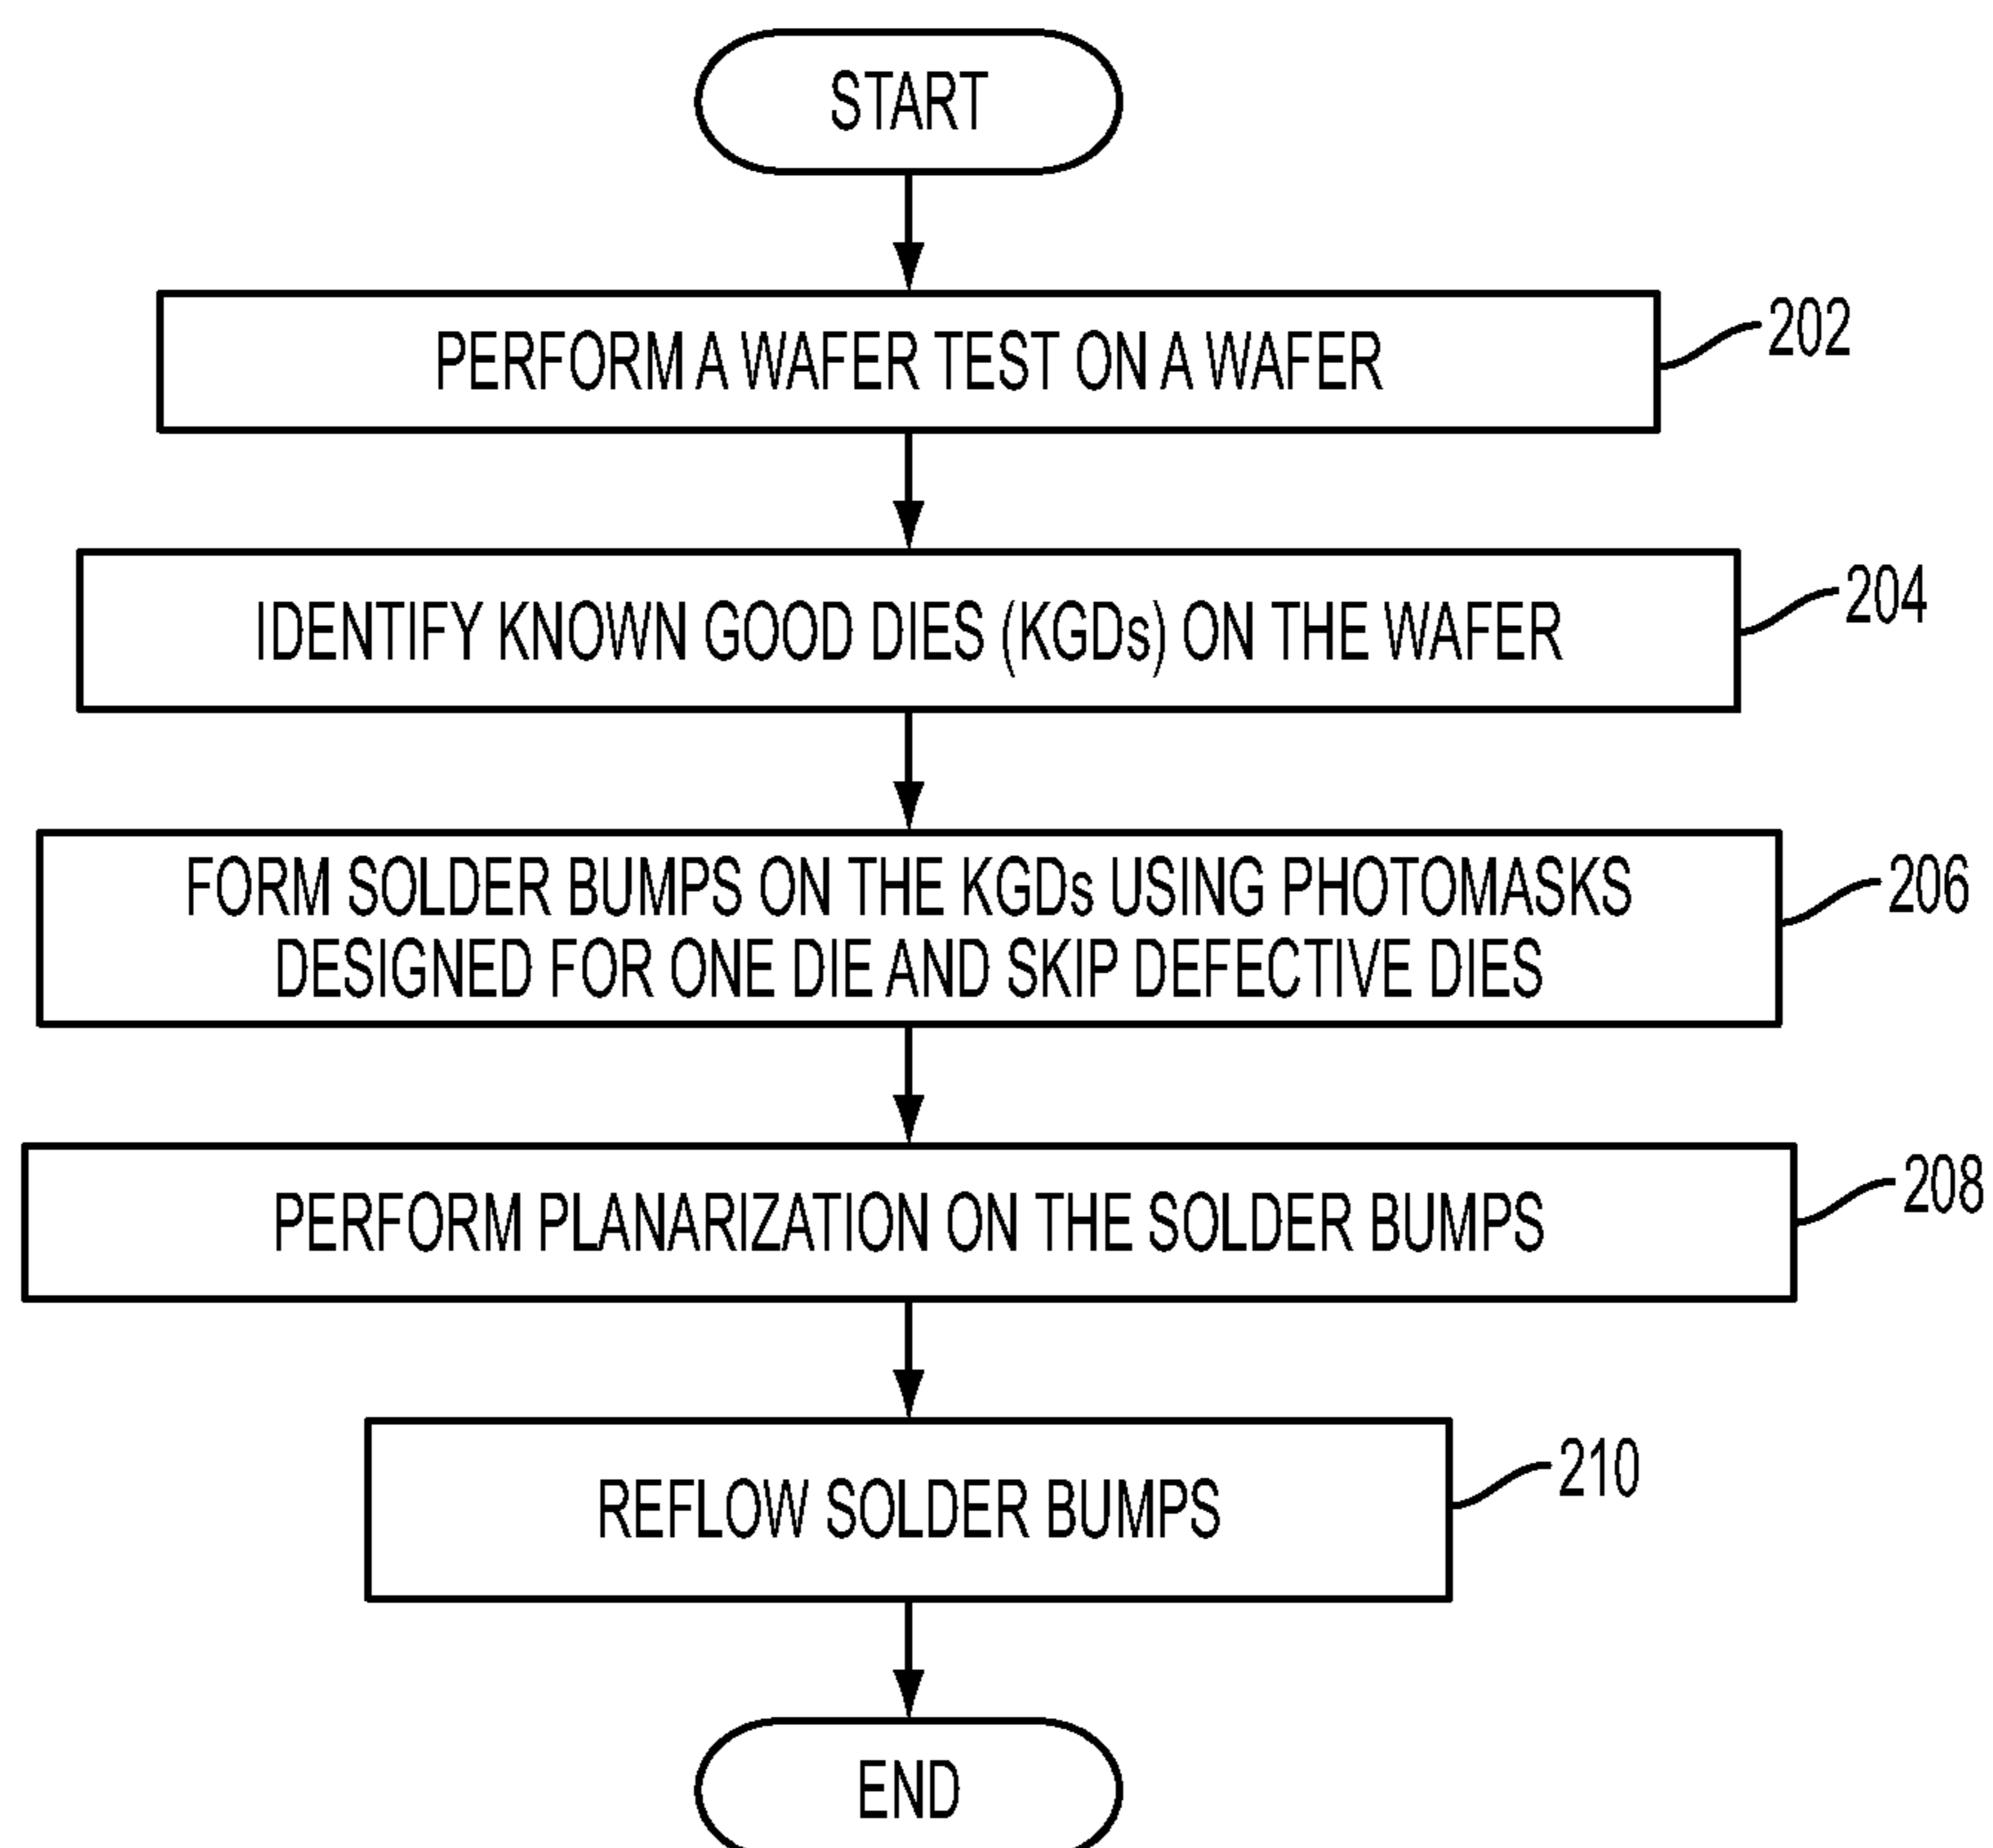 START
PERFORM A WAFER TEST ON A WAFER
202
IDENTIFY KNOWN GOOD DIES (KGDs) ON THE WAFER
204
FORM SOLDER BUMPS ON THE KGDs USING PHOTOMASKS
DESIGNED FOR ONE DIE AND SKIP DEFECTIVE DIES
206
PERFORM PLANARIZATION ON THE SOLDER BUMPS
208
REFLOW SOLDER BUMPS
210
END